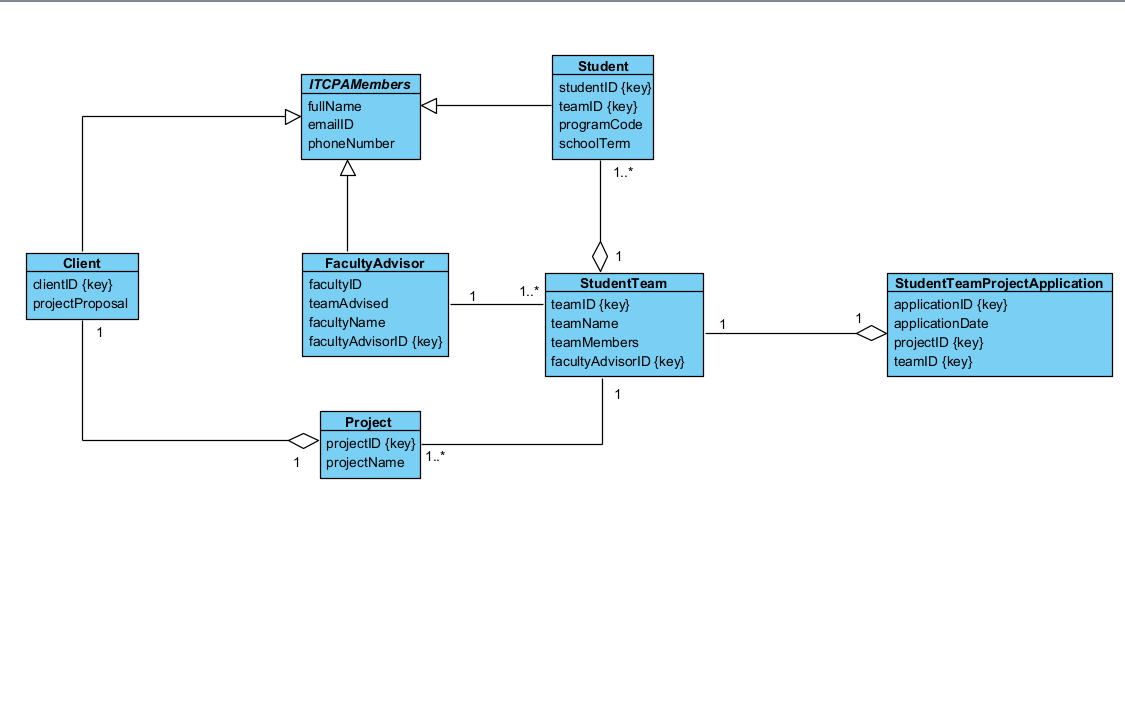 ITCPAMembers
fullName
emailID
phoneNumber
Student
studentID {key}
teamID {key}
programCode
schoolTerm
1..*
1
Client
clientID {key}
projectProposal
1
FacultyAdvisor
facultyID
teamAdvised
facultyName
facultyAdvisorID {key}
1
1..*
StudentTeam
teamID {key}
teamName
teamMembers
facultyAdvisorID {key}
1
1
StudentTeamProjectApplication
applicationID {key}
applicationDate
projectID {key}
teamID {key}
1
Project
projectID {key}
projectName
1
1..*